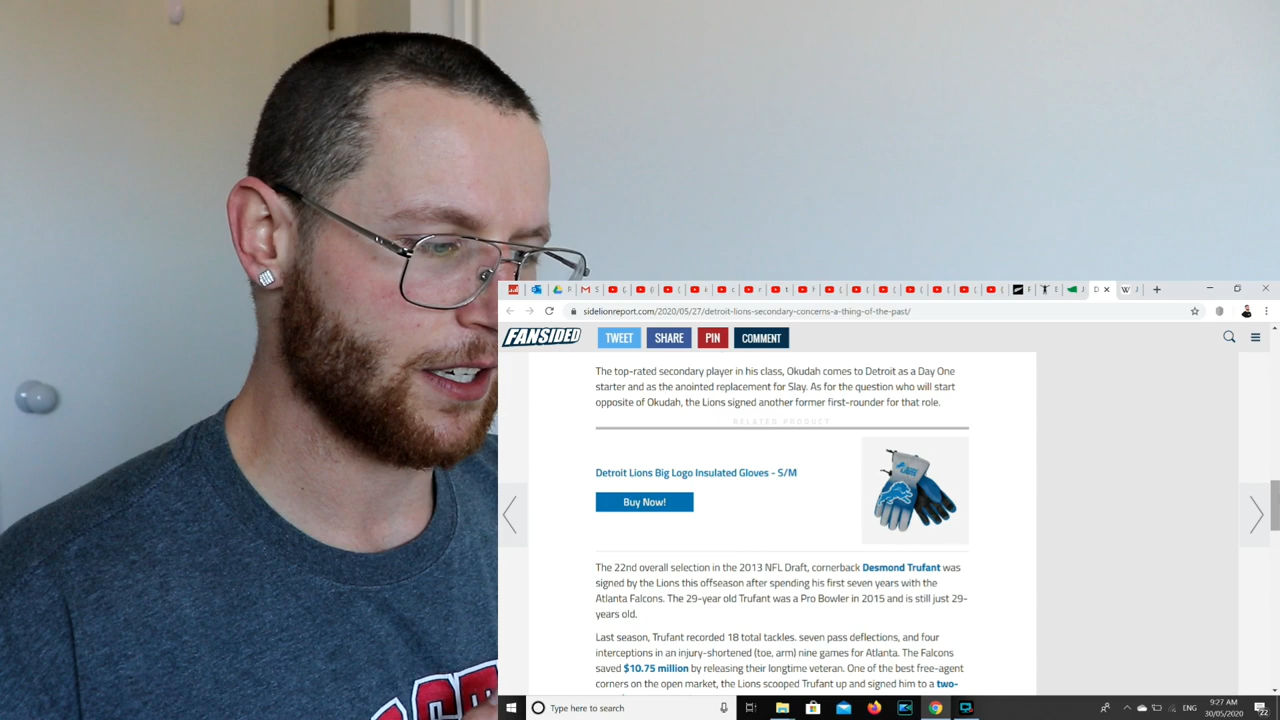 sidelionreport.com/2020/05/27/detroit-lions-secondary-concerns-a-thing-of-the-past/
FANSIDED
TWEET
SHARE
PIN
COMMENT
The top-rated secondary player in his class, Okudah comes to Detroit as a Day One
starter and as the anointed replacement for Slay. As for the question who will start
opposite of Okudah, the Lions signed another former first-rounder for that role.
RELATED PRODUCT
Detroit Lions Big Logo Insulated Gloves - S/M
Buy Now!
The 22nd overall selection in the 2013 NFL Draft, cornerback Desmond Trufant was
signed by the Lions this offseason after spending his first seven years with the
Atlanta Falcons. The 29-year old Trufant was a Pro Bowler in 2015 and is still just 29-
years old.
Last season, Trufant recorded 18 total tackles. seven pass deflections, and four
interceptions in an injury-shortened (toe, arm) nine games for Atlanta. The Falcons
saved $10.75 million by releasing their longtime veteran. One of the best free-agent
corners on the open market, the Lions scooped Trufant up and signed him to a two-
Type here to search
ENG
9:27 AM
30/05/2020
22